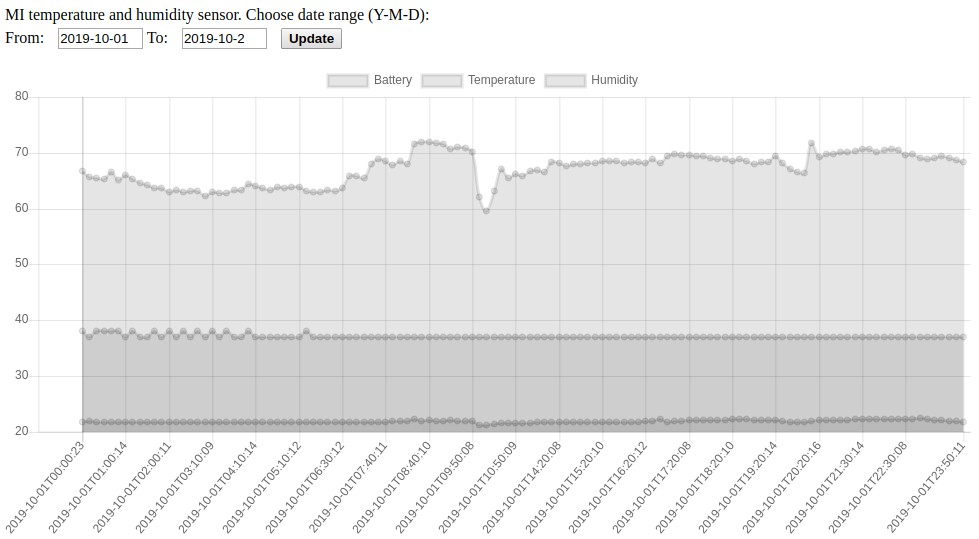 MI temperature and humidity sensor. Choose date range (Y-M-D):
From: 2019-10-01 To: 2019-10-2 Update
Battery Temperature Humidity
80
70
60
50
40
30
20
2019-10-01T00:00:23
2019-10-01T01:00:14
2019-10-01T02:00:11
2019-10-01T03:10:09
2019-10-01T04:10:14
2019-10-01T05:10:12
2019-10-01T06:30:12
2019-10-01T07:40:11
2019-10-01T08:40:10
2019-10-01T09:50:08
2019-10-01T10:50:09
2019-10-01T14:20:08
2019-10-01T15:20:10
2019-10-01T16:20:12
2019-10-01T17:20:08
2019-10-01T18:20:10
2019-10-01T19:20:14
2019-10-01T20:20:16
2019-10-01T21:30:14
2019-10-01T22:30:08
2019-10-01T23:50:11